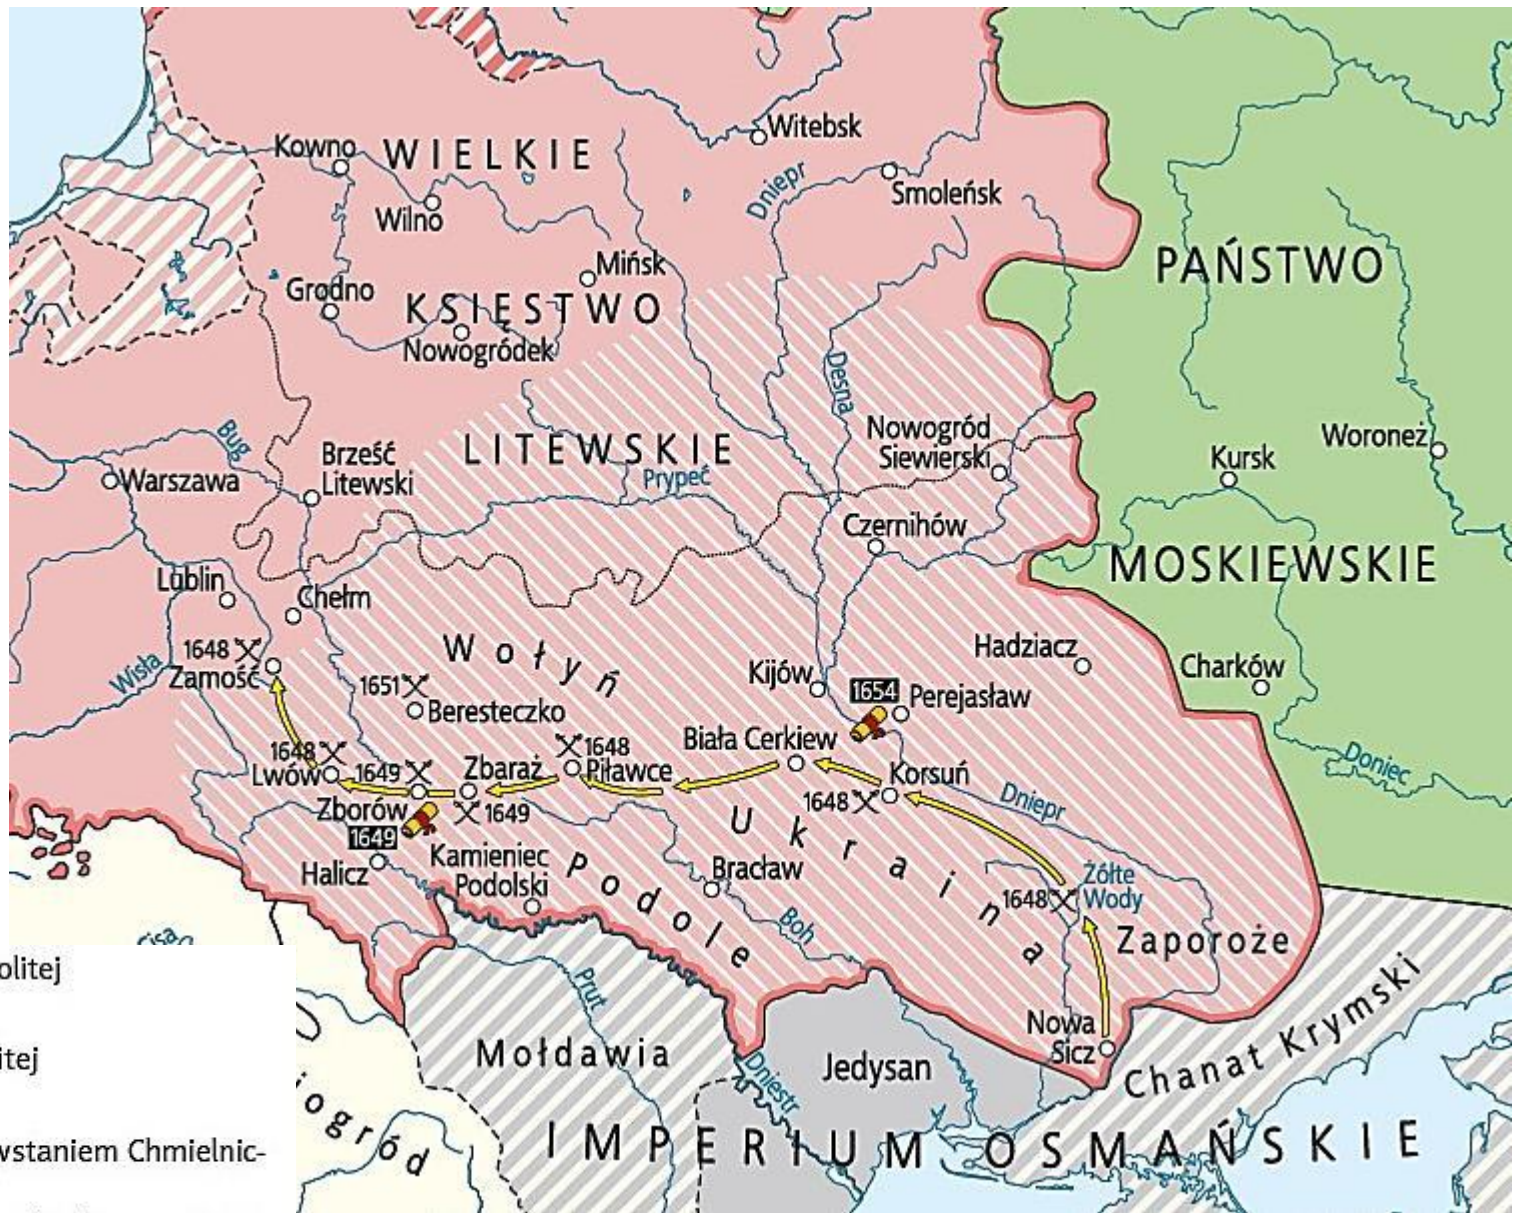 Witebsk
Kowno
WIELKIE
Dniepr
Smoleńsk
Wilno
PAŃSTWO
Mińsk
Grodno
KSIĘSTWO
Nowogródek
Desna
Nowogród
Siewierski
Woroneż
Bug
Brześć
Litewski
LITEWSKIE
Kursk
Warszawa
Prypeć
Czernihów
MOSKIEWSKIE
Lublin
Chełm
Wołyń
Hadziacz
1648
Zamość
Wisła
Kijów
Charków
1651
Beresteczko
1654
Perejasław
Biała Cerkiew
1648
Lwów
1649
Zbaraż
1648
Piławce
Korsuń
Doniec
Zborów
1649
1648
Dniepr
1649
Ukraina
Halicz
Kamieniec
Podolski
Podole
Bracław
Żółte
Wody
1648
Boh
Zaporoże
Cisa
olitej
Prut
Nowa
Sicz
itej
Mołdawia
Jedysan
Chanat Krymski
Dniestr
iogród
wstaniem Chmielnic-
IMPERIUM OSMAŃSKIE